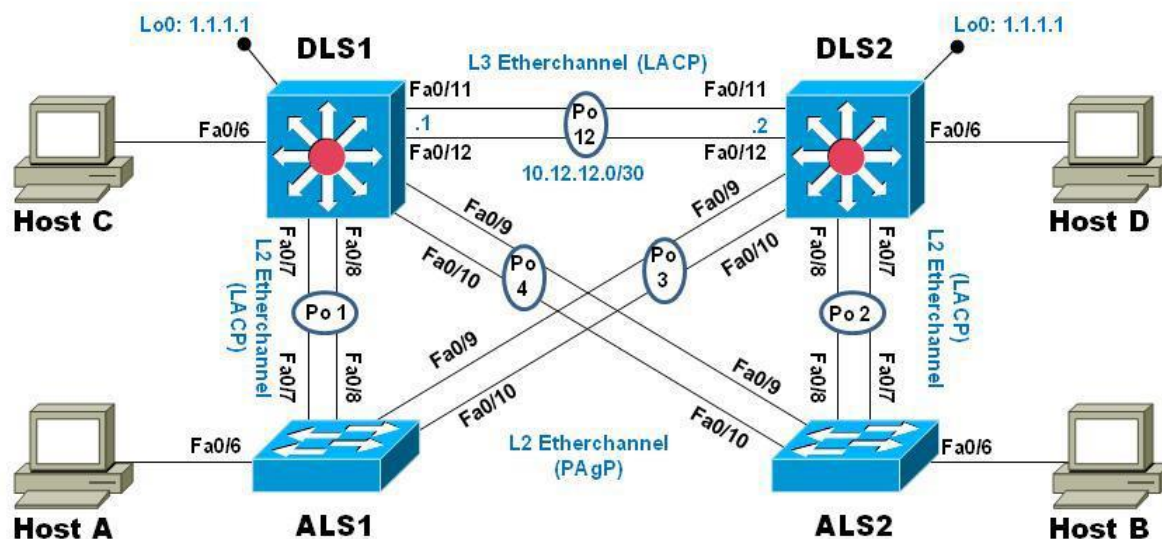 Lo0: 1.1.1.1
DLS1
L3 Etherchannel (LACP)
DLS2
Lo0: 1.1.1.1
Fa0/11
Fa0/11
Fa0/6
.1
Po
12
.2
Fa0/6
Fa0/12
Fa0/12
10.12.12.0/30
Host C
Host D
Fa0/9
Fa0/9
Fa0/10
Fa0/10
Po
4
Po
3
Fa0/7
Fa0/8
Fa0/8
Fa0/7
L2 Etherchannel
(LACP)
Po 1
Po 2
(LACP)
L2 Etherchannel
Fa0/7
Fa0/8
Fa0/9
Fa0/10
Fa0/9
Fa0/10
Fa0/8
Fa0/7
Fa0/6
L2 Etherchannel
(PAgP)
Fa0/6
Host A
ALS1
ALS2
Host B